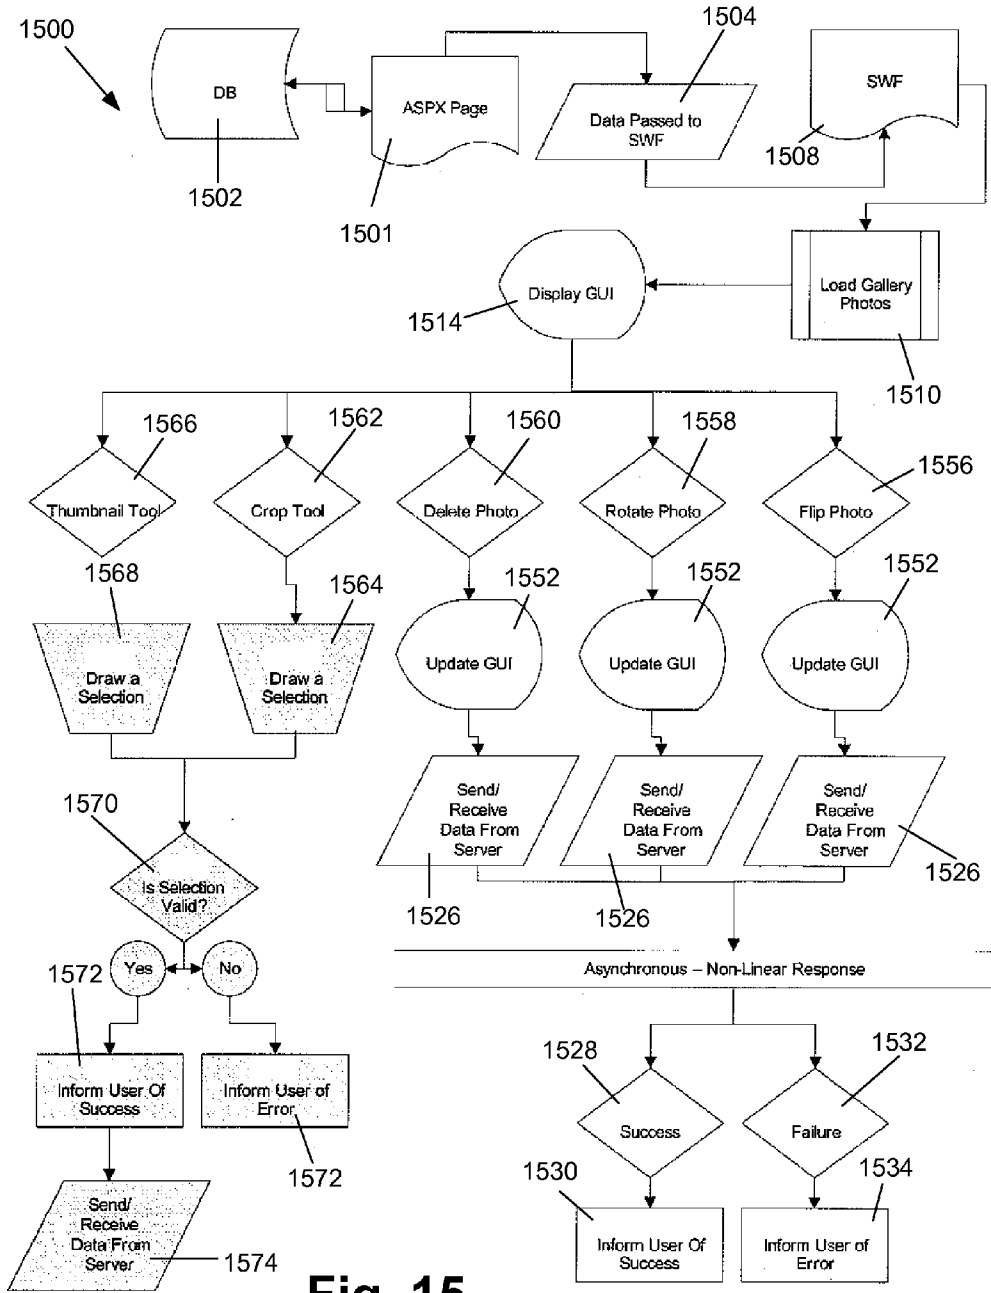 1500
1504
DB
ASPX Page
Data Passed to
SWF
SWF
1508
1502
1501
Display GUI
Load Gallery
Photos
1514
1510
1566
1562
1560
1558
1556
Thumbnail Tool
Crop Tool
Delete Photo
Rotate Photo
Flip Photo
1568
1564
1552
1552
1552
Draw a
Selection
Draw a
Selection
Update GUI
Update GUI
Update GUI
1570
Send/
Receive
Data From
Server
Send/
Receive
Data From
Server
Send/
Receive
Data From
Server
Is Selection
Valid?
1526
1526
1526
1572
Yes
No
Asynchronous – Non-Linear Response
1528
1532
Inform User Of
Success
Inform User of
Error
Success
Failure
1572
1530
1534
Send/
Receive
Data From
Server
1574
Inform User Of
Success
Inform User of
Error
Fig. 15